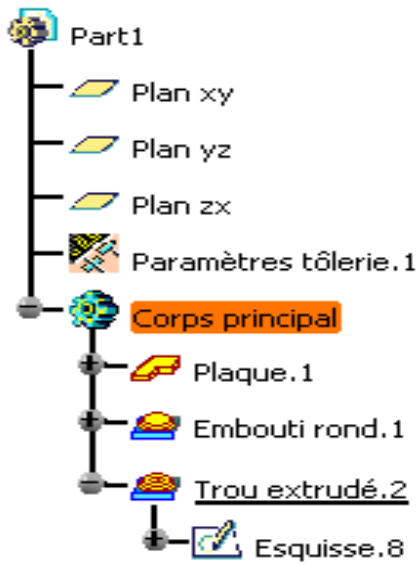 Part1
Plan xy
Plan yz
Plan zx
Paramètres tôlerie.1
Corps principal
Plaque.1
Embouti rond.1
Trou extrudé.2
Esquisse.8